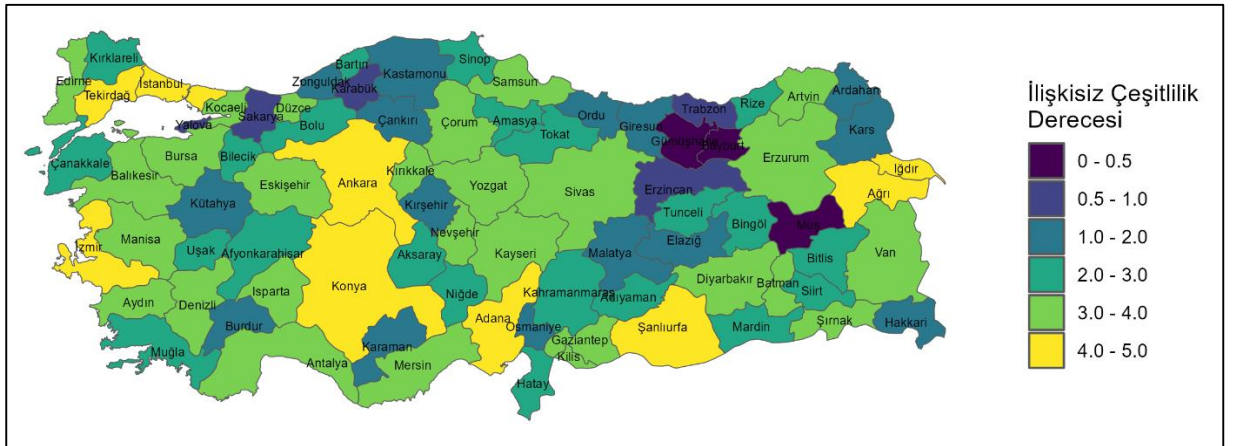 Kırklareli
Edirne
Tekirdağ
İstanbul
Kocaeli
Yalova
Sakarya
Düzce
Zonguldak
Bartın
Karabük
Kastamonu
Sinop
Samsun
Bolu
Çankırı
Çorum
Amasya
Tokat
Ordu
Giresun
Trabzon
Gümüşhane
Bayburt
Rize
Artvin
Ardahan
Kars
Erzurum
Iğdır
Ağrı
Çanakkale
Balıkesir
Bursa
Bilecik
Eskişehir
Ankara
Kırıkkale
Yozgat
Sivas
Erzincan
Tunceli
Bingöl
Muş
Kütahya
Kırşehir
Nevşehir
Kayseri
Malatya
Elazığ
Bitlis
Van
İzmir
Manisa
Uşak
Afyonkarahisar
Konya
Aksaray
Niğde
Kahramanmaraş
Adıyaman
Diyarbakır
Batman
Siirt
Şırnak
Hakkari
Aydın
Denizli
Isparta
Burdur
Muğla
Antalya
Karaman
Mersin
Adana
Osmaniye
Gaziantep
Kilis
Hatay
Şanlıurfa
Mardin
İlişkisiz Çeşitlilik
Derecesi
0 - 0.5
0.5 - 1.0
1.0 - 2.0
2.0 - 3.0
3.0 - 4.0
4.0 - 5.0